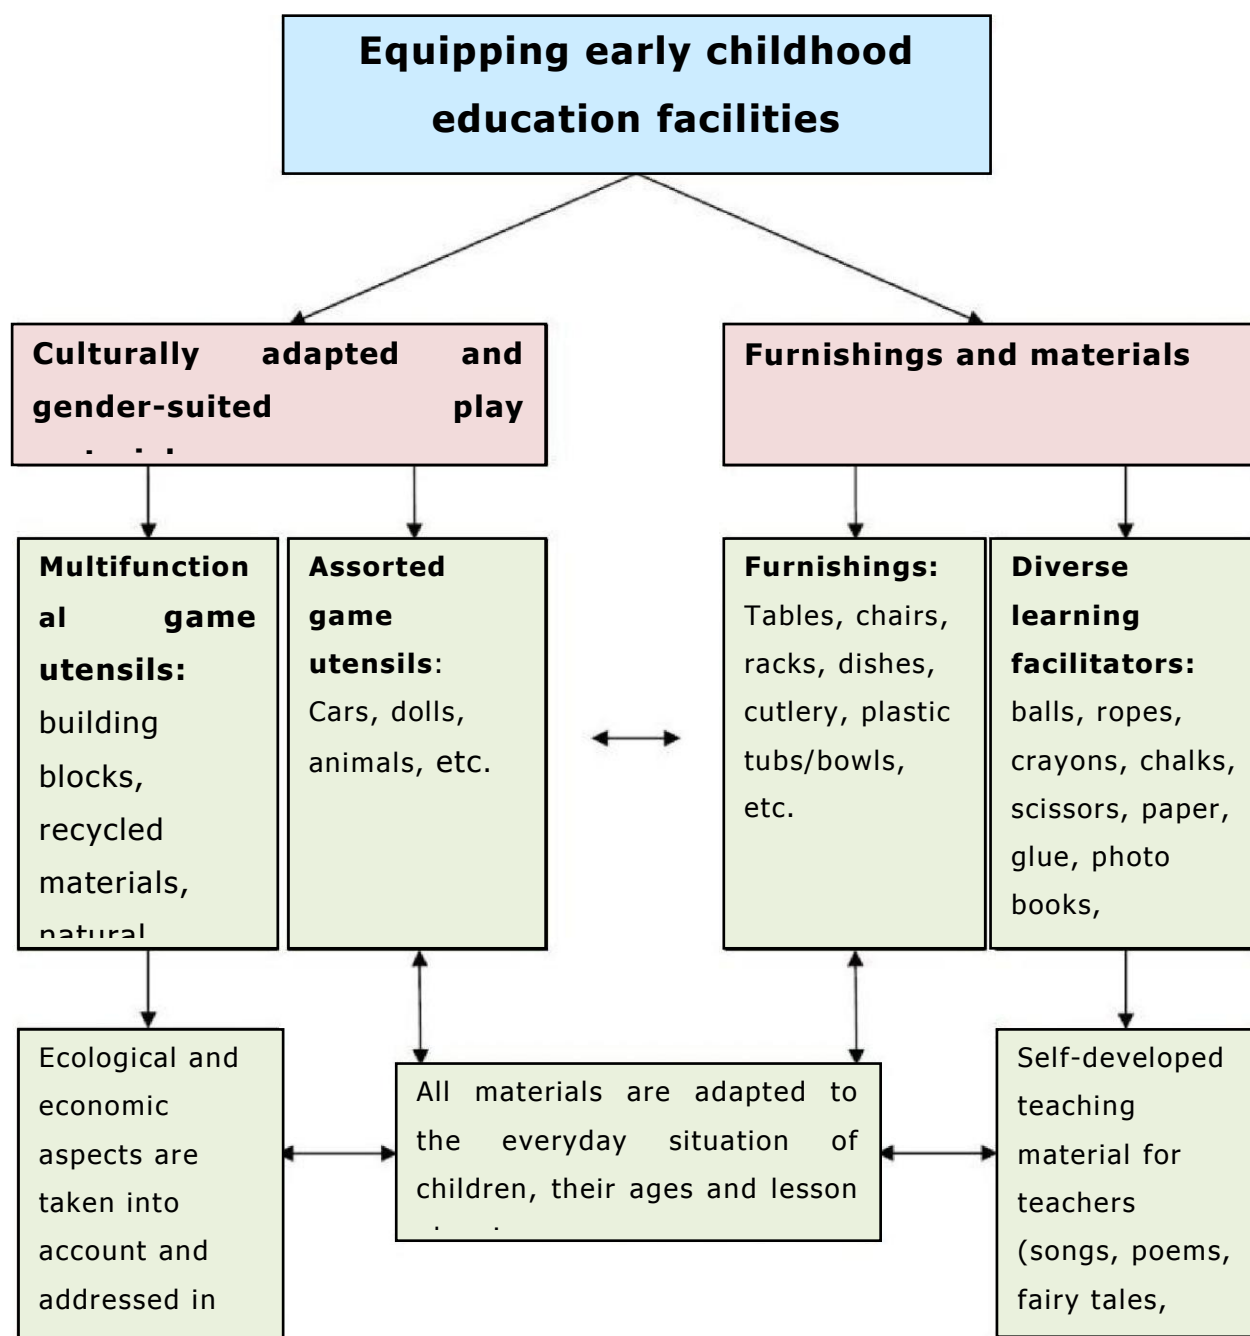 Equipping early childhood
education facilities
Culturally adapted and
gender-suited play
Furnishings and materials
Multifunction
al game
utensils:
building
blocks,
recycled
materials,
natural
Assorted
game
utensils:
Cars, dolls,
animals, etc.
Furnishings:
Tables, chairs,
racks, dishes,
cutlery, plastic
tubs/bowls,
etc.
Diverse
learning
facilitators:
balls, ropes,
crayons, chalks,
scissors, paper,
glue, photo
books,
Ecological and
economic
aspects are
taken into
account and
addressed in
All materials are adapted to
the everyday situation of
children, their ages and lesson
Self-developed
teaching
material for
teachers
(songs, poems,
fairy tales,